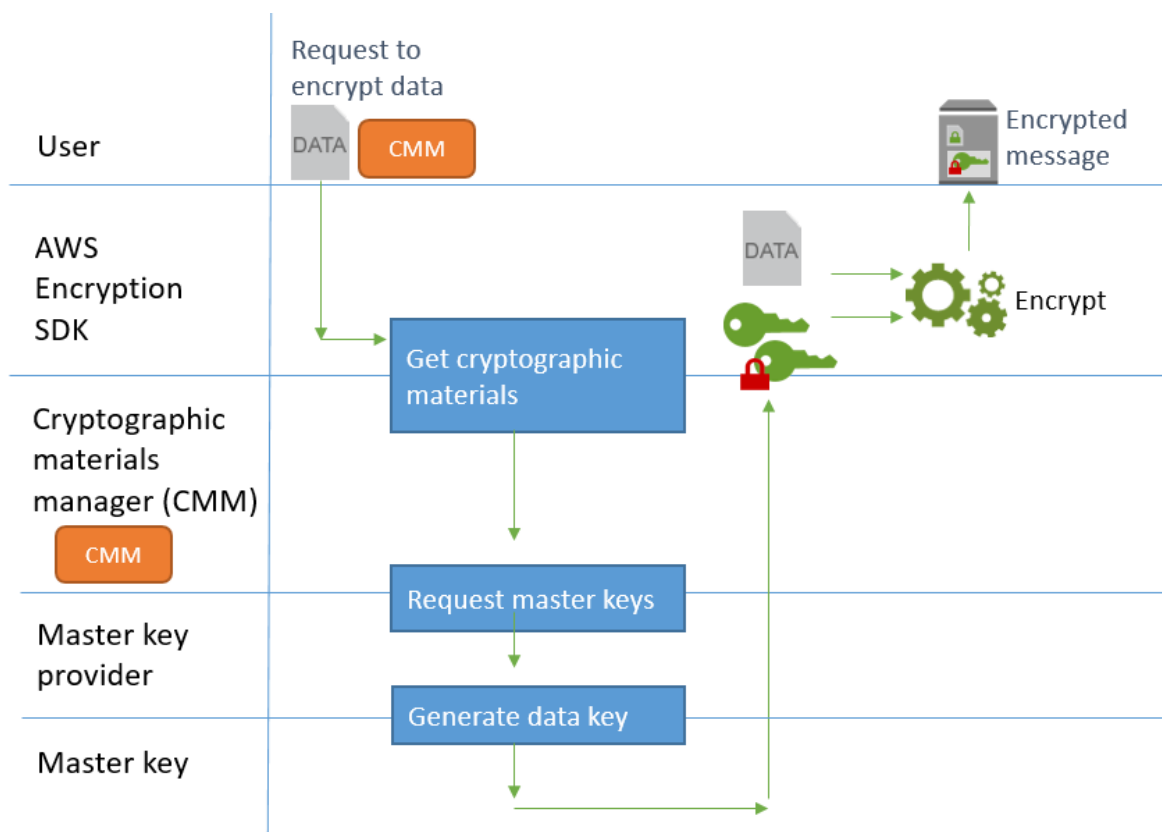 Request to
encrypt data
User
DATA
CMM
Encrypted
message
AWS
Encryption
SDK
DATA
Encrypt
Get cryptographic
materials
Cryptographic
materials
manager (CMM)
CMM
Request master keys
Master key
provider
Generate data key
Master key